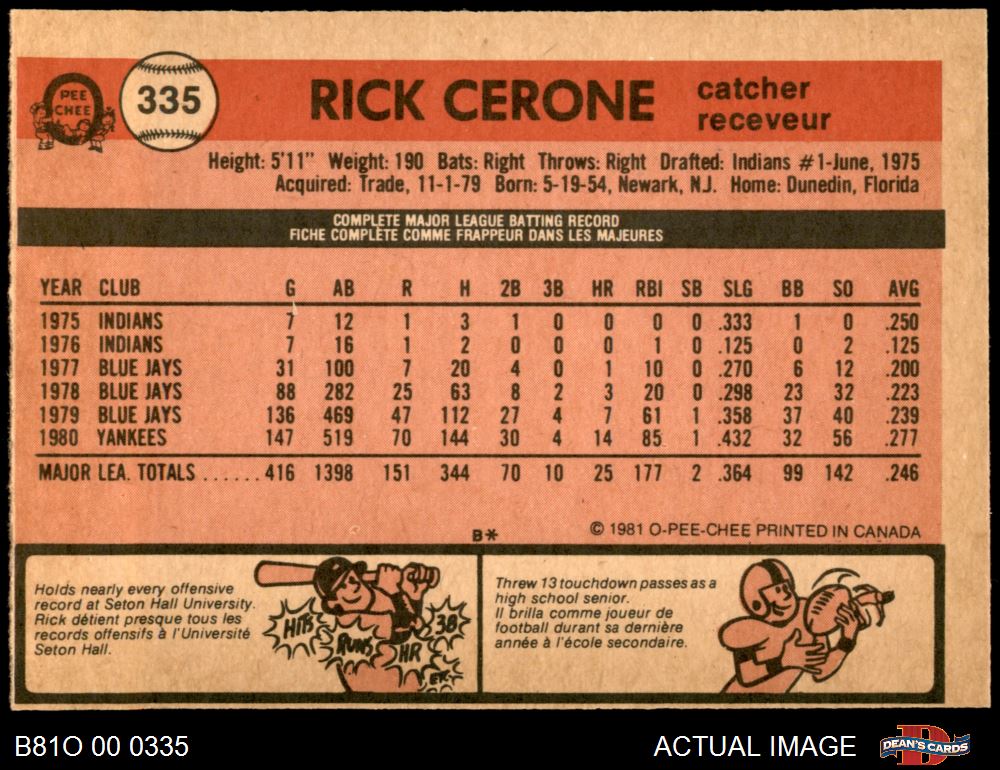 O
PEE
CHEE
335
RICK CERONE
catcher
receveur
Height: 5'11" Weight: 190 Bats: Right Throws: Right Drafted: Indians #1-June, 1975
Acquired: Trade, 11-1-79 Born: 5-19-54, Newark, N.J. Home: Dunedin, Florida
COMPLETE MAJOR LEAGUE BATTING RECORD
FICHE COMPLÈTE COMME FRAPPEUR DANS LES MAJEURES
YEAR CLUB G AB R H 2B 3B HR RBI SB SLG BB SO AVG
1975 INDIANS 7 12 1 3 1 0 0 0 0 .333 1 0 .250
1976 INDIANS 7 16 1 2 0 0 0 1 0 .125 0 2 .125
1977 BLUE JAYS 31 100 7 20 4 0 1 10 0 .270 6 12 .200
1978 BLUE JAYS 88 282 25 63 8 2 3 20 0 .298 23 32 .223
1979 BLUE JAYS 136 469 47 112 27 4 7 61 1 .358 37 40 .239
1980 YANKEES 147 519 70 144 30 4 14 85 1 .432 32 56 .277
MAJOR LEA. TOTALS ...... 416 1398 151 344 70 10 25 177 2 .364 99 142 .246
B* © 1981 O-PEE-CHEE PRINTED IN CANADA
Holds nearly every offensive
record at Seton Hall University.
Rick détient presque tous les
records offensifs à l'Université
Seton Hall.
HITS
RUNS
HR
3B
Threw 13 touchdown passes as a
high school senior.
Il brilla comme joueur de
football durant sa dernière
année à l'école secondaire.
B81O 00 0335
ACTUAL IMAGE
DEAN'S CARDS